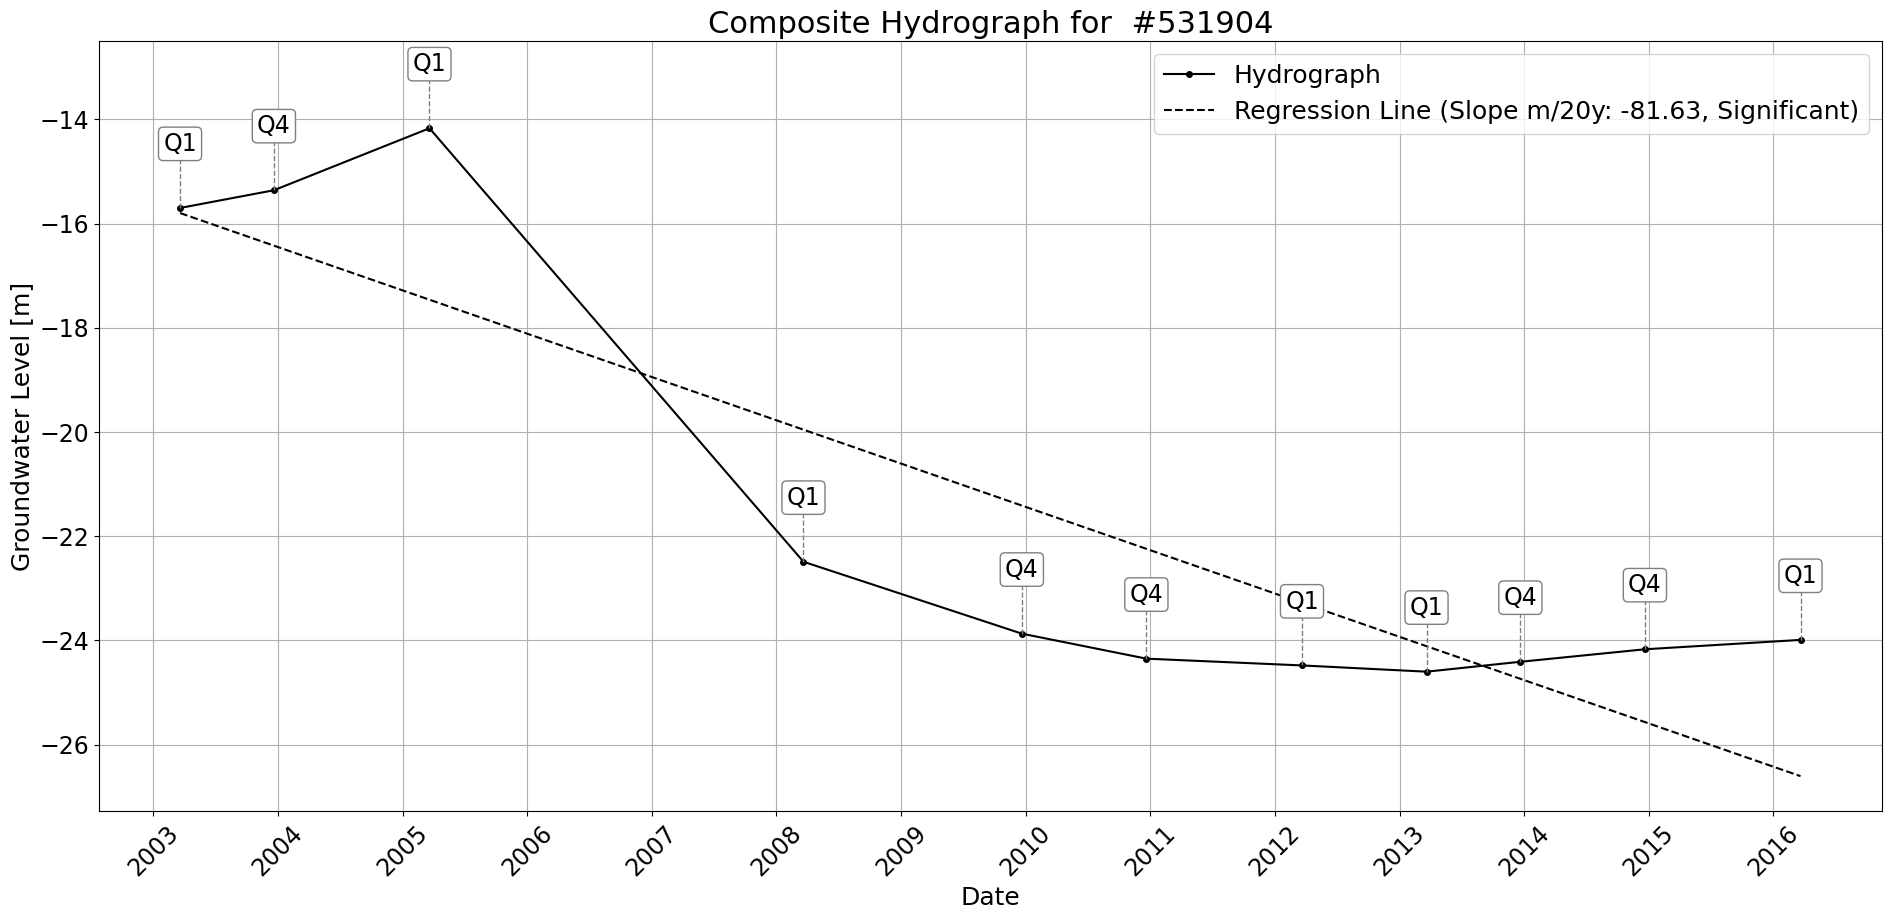 Composite Hydrograph for  #531904
Hydrograph
Regression Line (Slope m/20y: -81.63, Significant)
Groundwater Level [m]
−14
−16
−18
−20
−22
−24
−26
Q1
Q4
Q1
Q1
Q4
Q4
Q1
Q1
Q4
Q4
Q1
2003
2004
2005
2006
2007
2008
2009
2010
2011
2012
2013
2014
2015
2016
Date